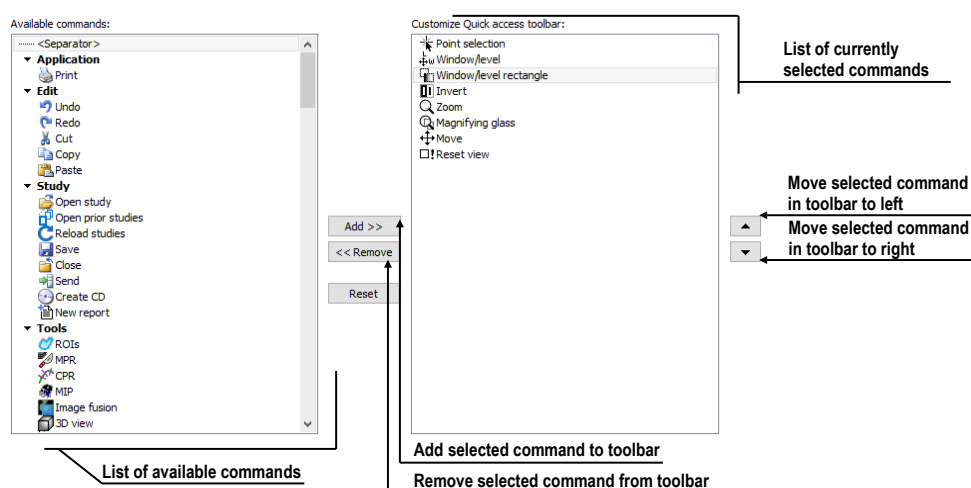 Available commands:
<Separator>
Application
Print
Edit
Undo
Redo
Cut
Copy
Paste
Study
Open study
Open prior studies
Reload studies
Save
Close
Send
Create CD
New report
Tools
ROIs
MPR
CPR
MIP
Image fusion
3D view
List of available commands
Add >>
<< Remove
Reset
Customize Quick access toolbar:
Point selection
Window/level
Window/level rectangle
Invert
Zoom
Magnifying glass
Move
Reset view
Add selected command to toolbar
Remove selected command from toolbar
List of currently
selected commands
Move selected command
in toolbar to left
Move selected command
in toolbar to right